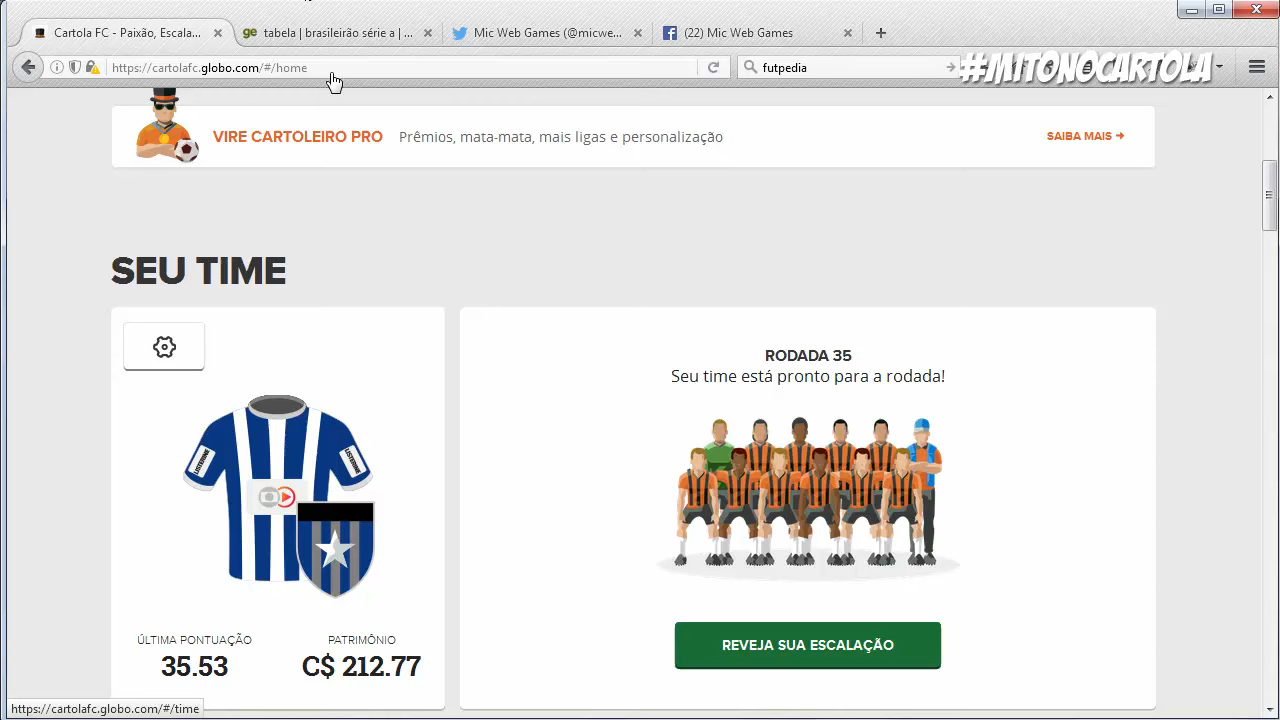 Cartola FC - Paixão, Escala...
ge tabela | brasileirão série a | ...
Mic Web Games (@micwe...
(22) Mic Web Games
https://cartolafc.globo.com/#/home
futpedia
#MITONOCARTOLA
VIRE CARTOLEIRO PRO
Prêmios, mata-mata, mais ligas e personalização
SAIBA MAIS
SEU TIME
LISTERINE
LISTERINE
RODADA 35
Seu time está pronto para a rodada!
ÚLTIMA PONTUAÇÃO
35.53
PATRIMÔNIO
C$ 212.77
REVEJA SUA ESCALAÇÃO
https://cartolafc.globo.com/#/time